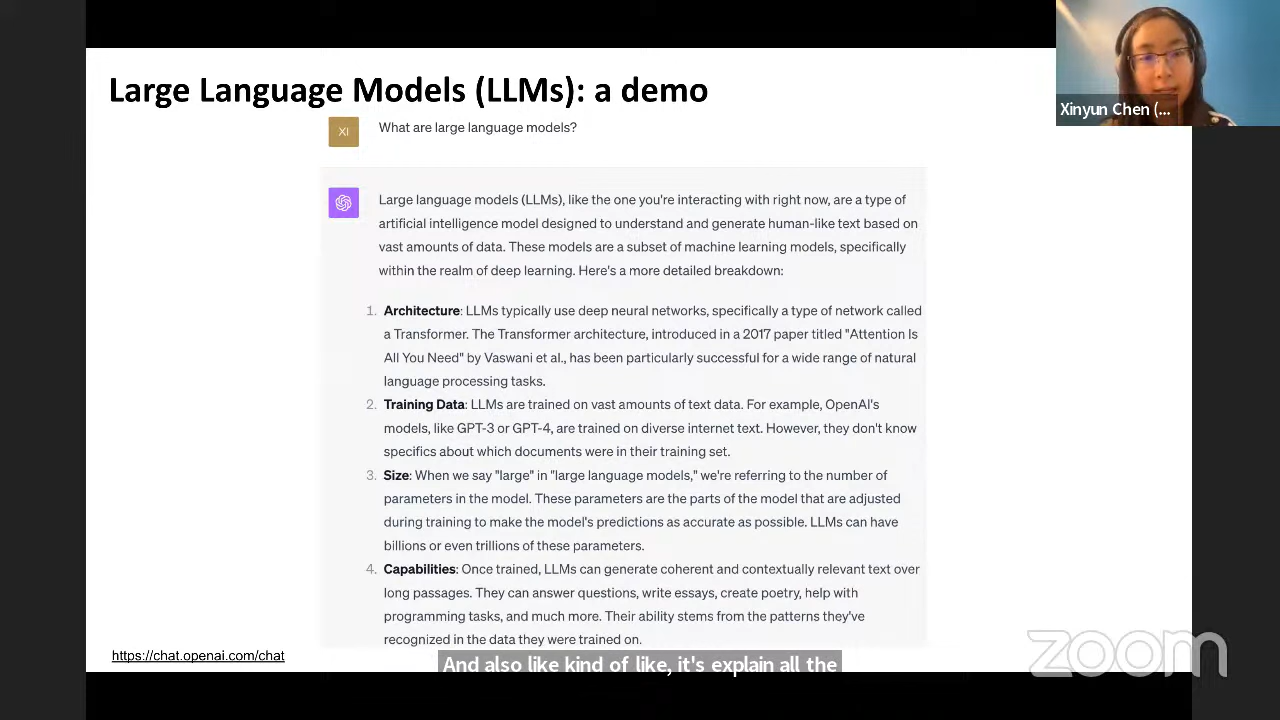 Large Language Models (LLMs): a demo
Xinyun Chen (...
XI
What are large language models?
Large language models (LLMs), like the one you're interacting with right now, are a type of
artificial intelligence model designed to understand and generate human-like text based on
vast amounts of data. These models are a subset of machine learning models, specifically
within the realm of deep learning. Here's a more detailed breakdown:
1. Architecture: LLMs typically use deep neural networks, specifically a type of network called
a Transformer. The Transformer architecture, introduced in a 2017 paper titled "Attention Is
All You Need" by Vaswani et al., has been particularly successful for a wide range of natural
language processing tasks.
2. Training Data: LLMs are trained on vast amounts of text data. For example, OpenAI's
models, like GPT-3 or GPT-4, are trained on diverse internet text. However, they don't know
specifics about which documents were in their training set.
3. Size: When we say "large" in "large language models," we're referring to the number of
parameters in the model. These parameters are the parts of the model that are adjusted
during training to make the model's predictions as accurate as possible. LLMs can have
billions or even trillions of these parameters.
4. Capabilities: Once trained, LLMs can generate coherent and contextually relevant text over
long passages. They can answer questions, write essays, create poetry, help with
programming tasks, and much more. Their ability stems from the patterns they've
recognized in the data they were trained on.
https://chat.openai.com/chat
And also like kind of like, it's explain all the
zoom